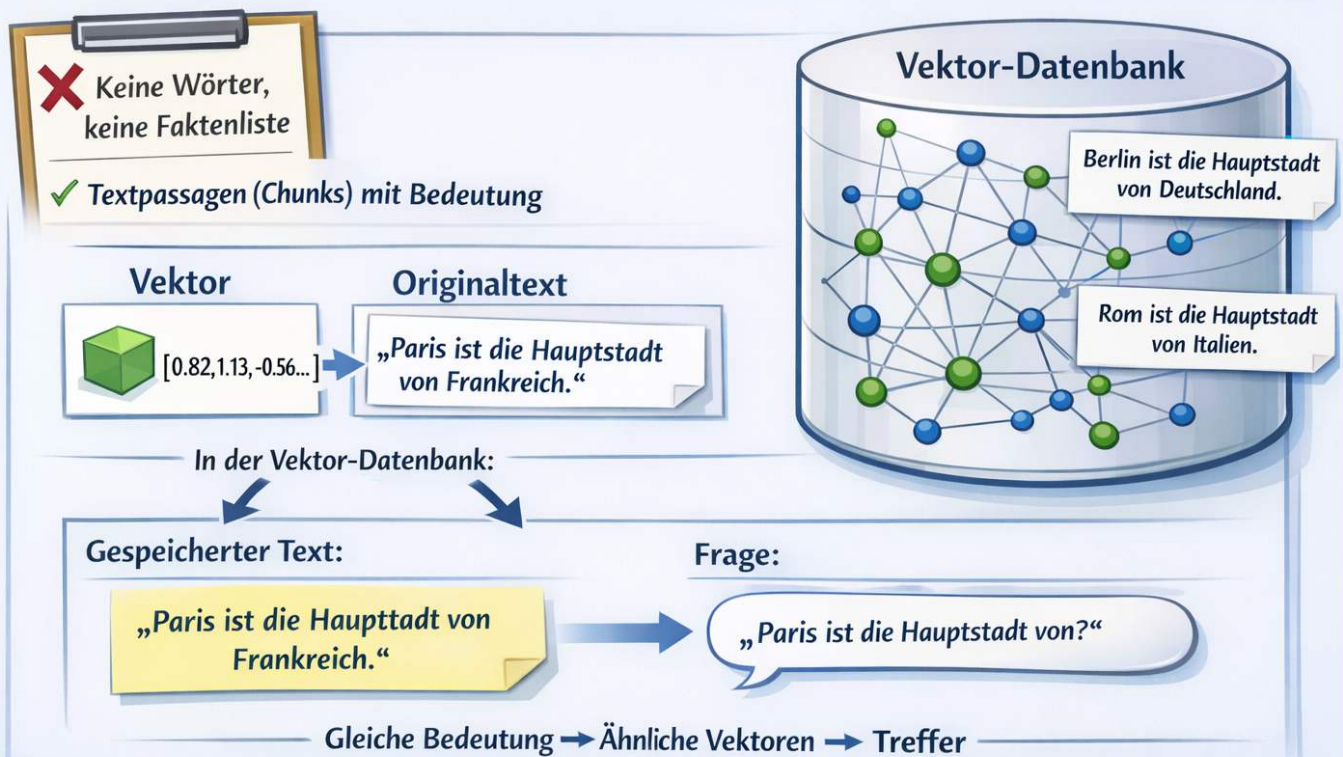 Keine Wörter,
keine Faktenliste
Textpassagen (Chunks) mit Bedeutung
Vektor-Datenbank
Berlin ist die Hauptstadt
von Deutschland.
Rom ist die Hauptstadt
von Italien.
Vektor
Originaltext
[0.82,1.13,-0.56...]
„Paris ist die Hauptstadt
von Frankreich.“
In der Vektor-Datenbank:
Gespeicherter Text:
„Paris ist die Haupttadt von
Frankreich.“
Frage:
„Paris ist die Hauptstadt von?“
Gleiche Bedeutung → Ähnliche Vektoren → Treffer